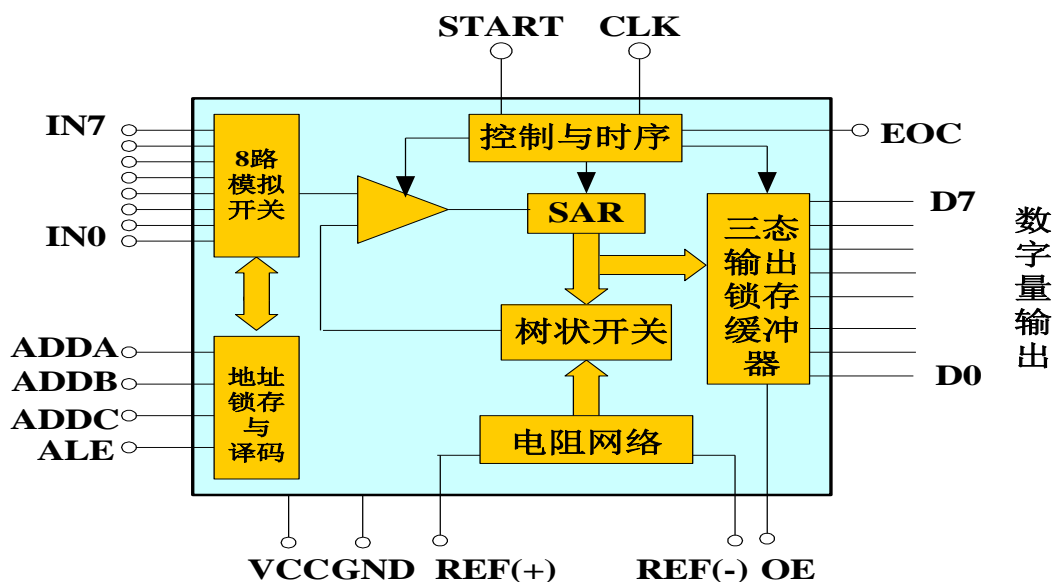 START CLK
IN7
IN0
8路
模拟
开关
控制与时序
EOC
SAR
三态
输出
锁存
缓冲
器
D7
D0
数
字
量
输
出
树状开关
ADDA
ADDB
ADDC
ALE
地址
锁存
与
译码
电阻网络
VCC GND REF(+) REF(-) OE